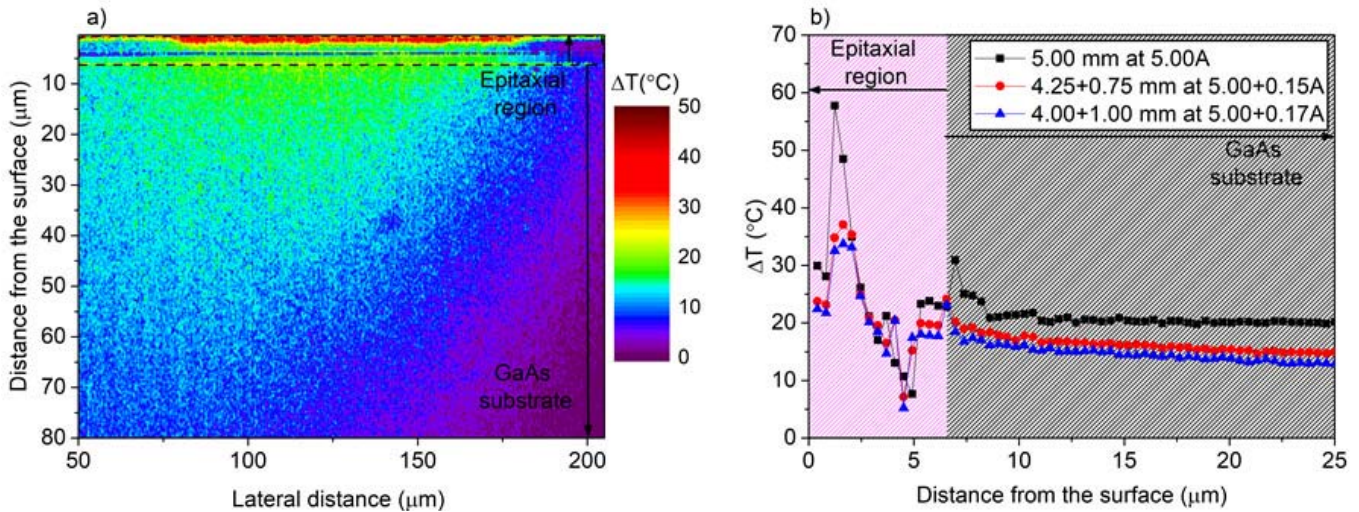 a)
10
20
30
40
50
60
70
80
Distance from the surface (μm)
50
100
150
200
Lateral distance (μm)
Epitaxial
region
GaAs
substrate
ΔT(°C)
50
40
30
20
10
0
b)
70
60
50
40
30
20
10
0
ΔT (°C)
Epitaxial
region
5.00 mm at 5.00A
4.25+0.75 mm at 5.00+0.15A
4.00+1.00 mm at 5.00+0.17A
GaAs
substrate
0
5
10
15
20
25
Distance from the surface (μm)